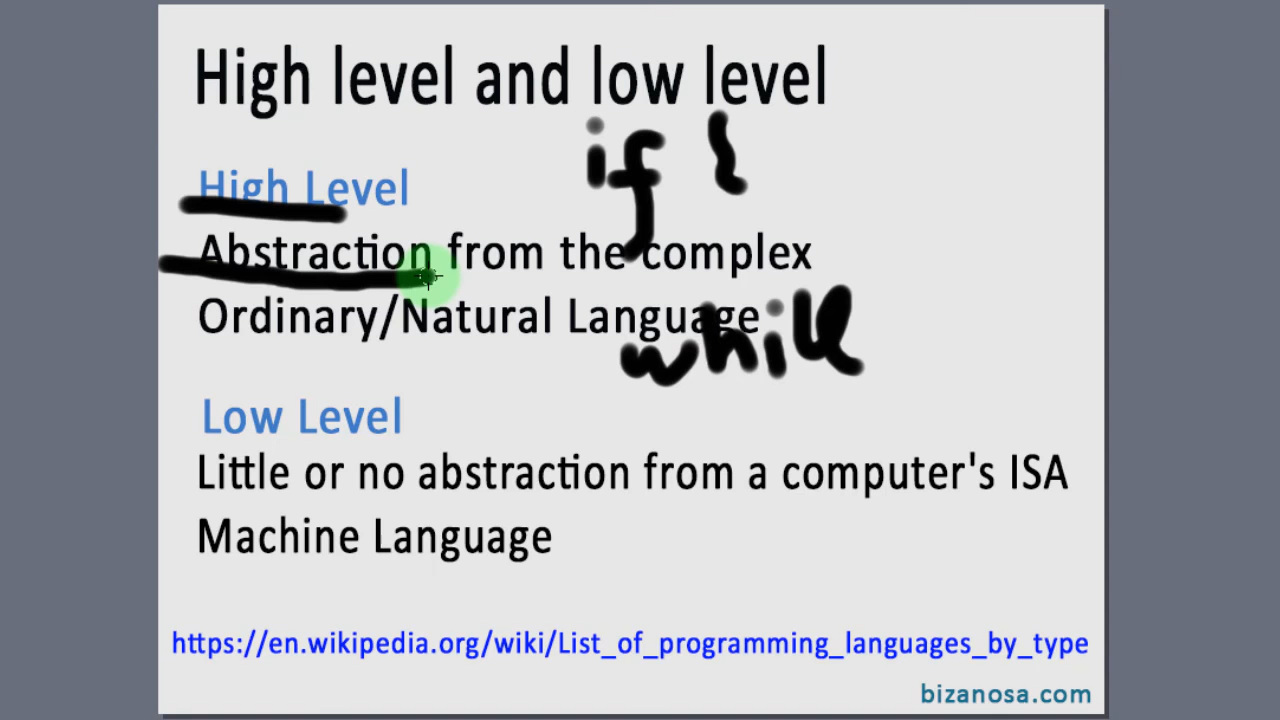 High level and low level
if {
High Level
Abstraction from the complex
Ordinary/Natural Language
while
Low Level
Little or no abstraction from a computer's ISA
Machine Language
https://en.wikipedia.org/wiki/List_of_programming_languages_by_type
bizanosa.com